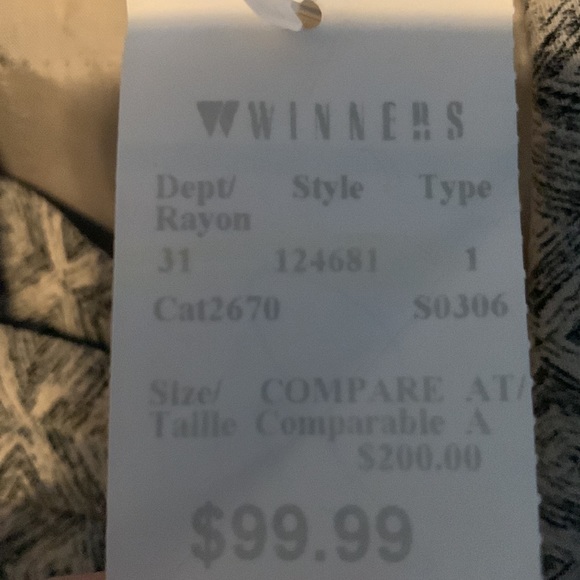 WINNERS
Dept/ Style Type
Rayon
31 124681 1
Cat2670 S0306
Size/ COMPARE AT/
Taille Comparable A
$200.00
$99.99